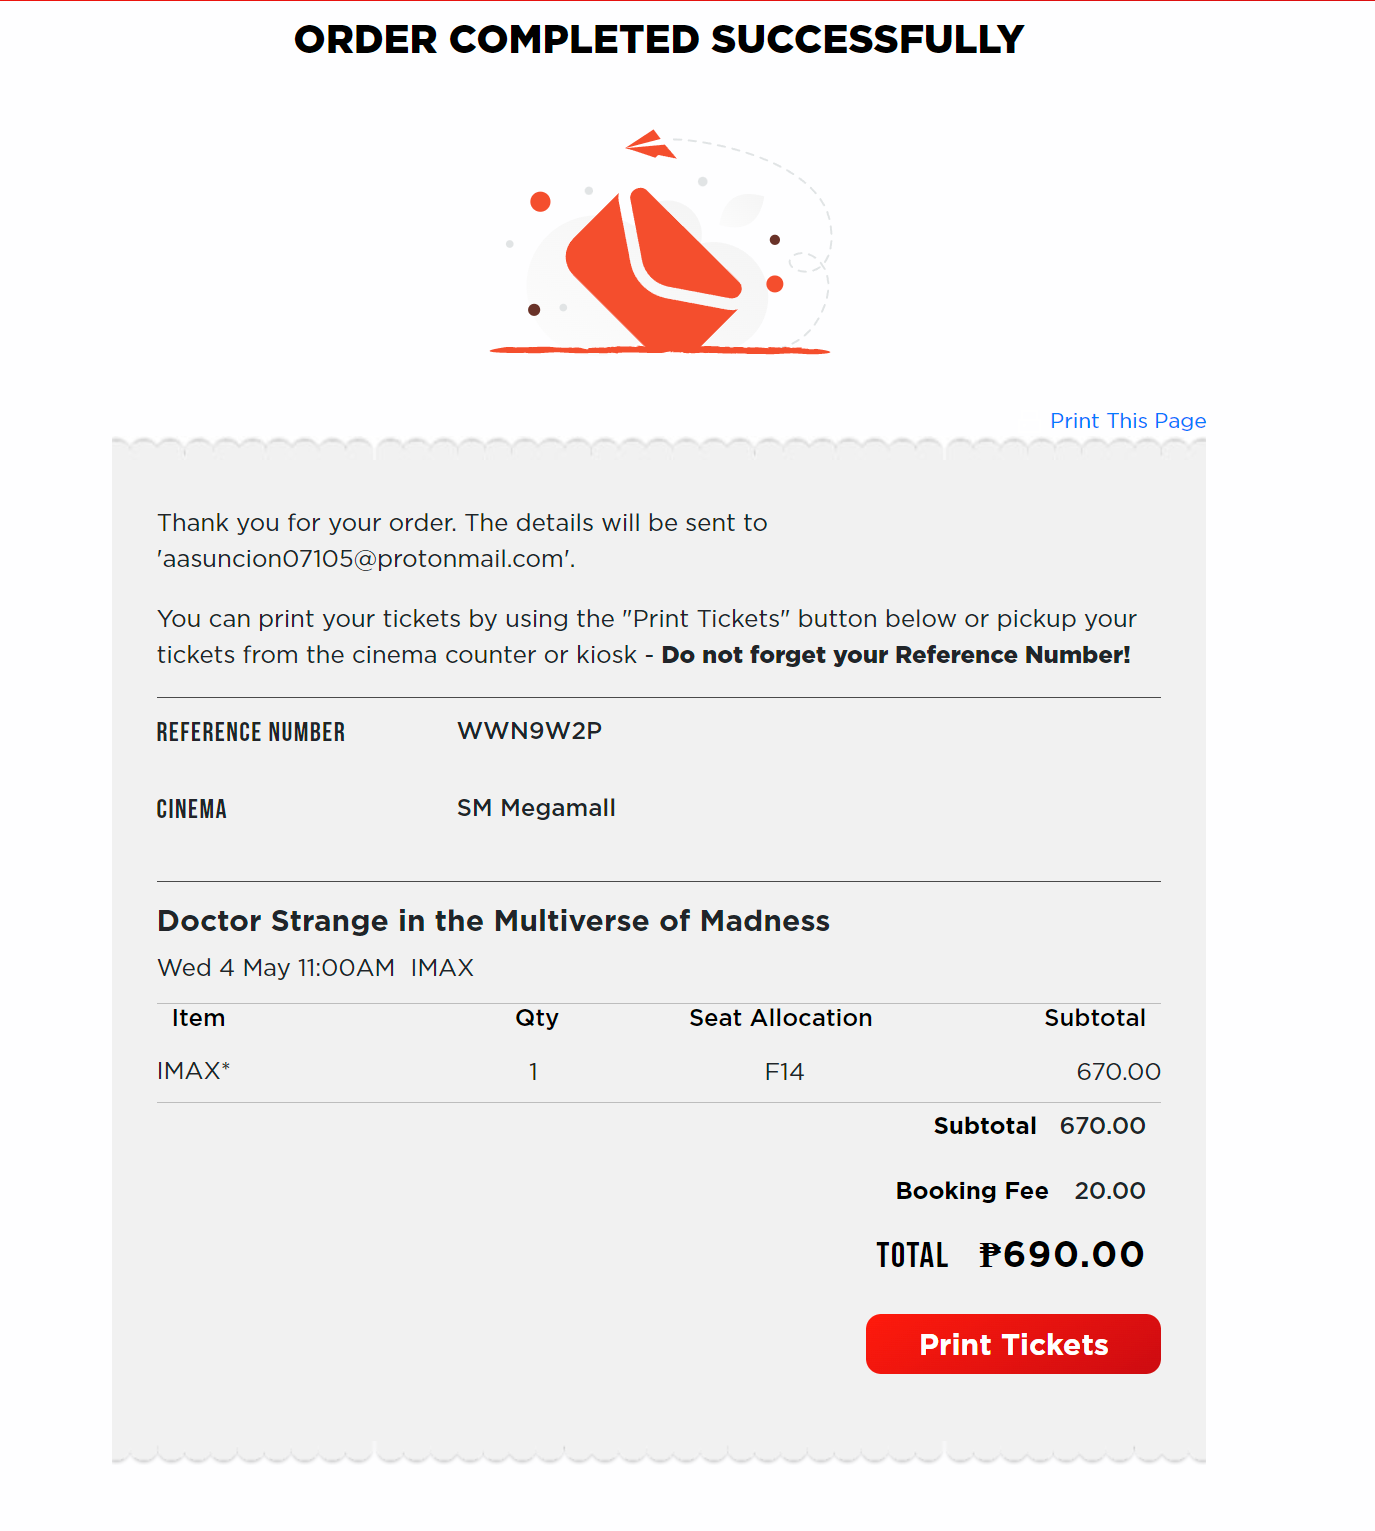 ORDER COMPLETED SUCCESSFULLY
Print This Page
Thank you for your order. The details will be sent to
'aasuncion07105@protonmail.com'.
You can print your tickets by using the "Print Tickets" button below or pickup your
tickets from the cinema counter or kiosk - Do not forget your Reference Number!
REFERENCE NUMBER WWN9W2P
CINEMA SM Megamall
Doctor Strange in the Multiverse of Madness
Wed 4 May 11:00AM IMAX
Item Qty Seat Allocation Subtotal
IMAX* 1 F14 670.00
Subtotal 670.00
Booking Fee 20.00
TOTAL ₱690.00
Print Tickets